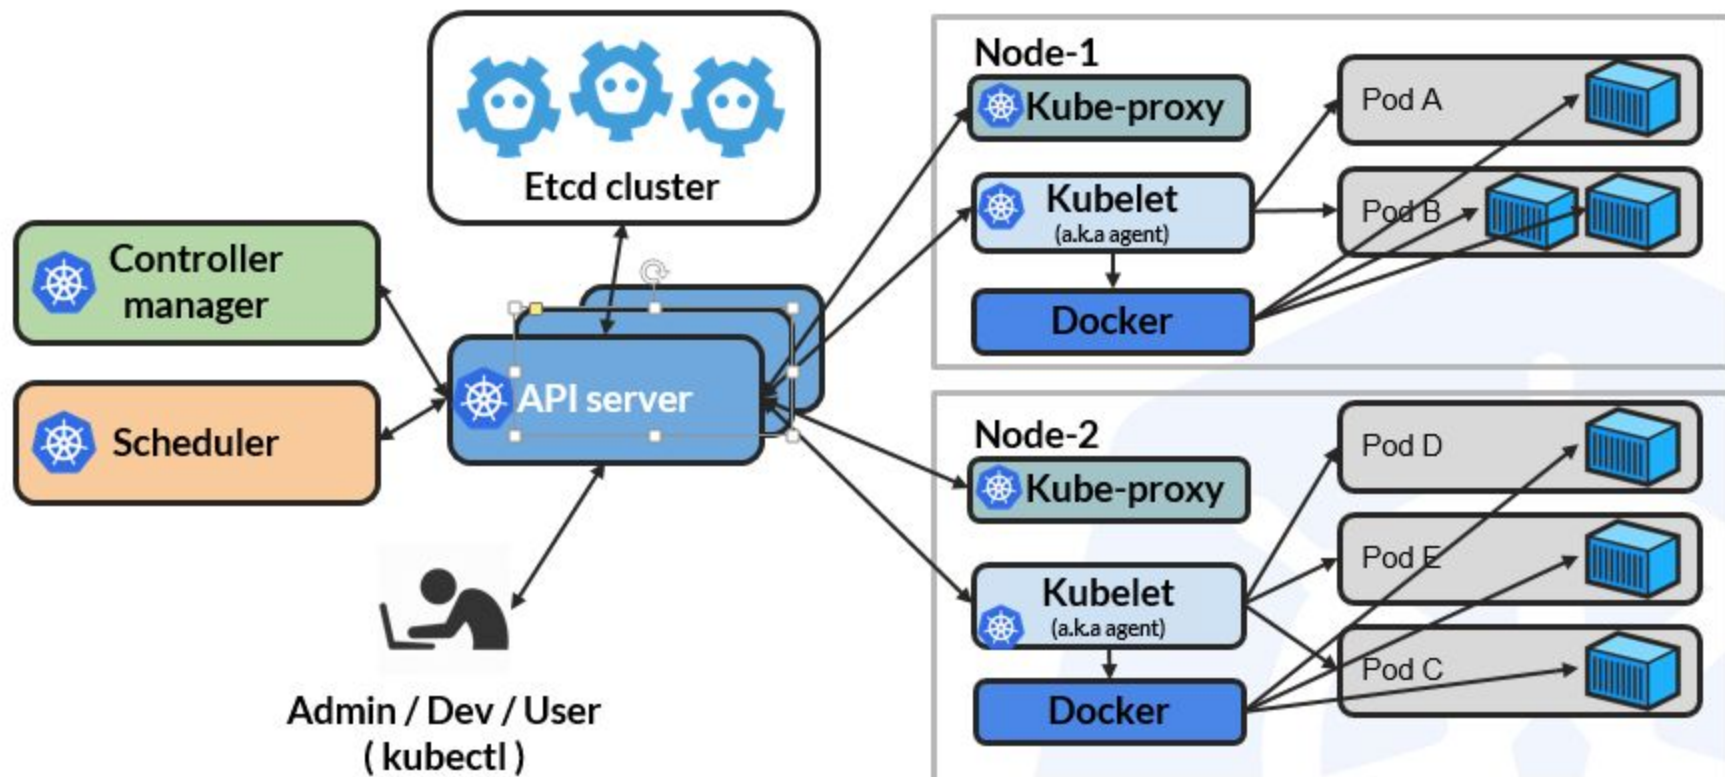 Etcd cluster
Controller
manager
Scheduler
API server
Admin / Dev / User
( kubectl )
Node-1
Kube-proxy
Kubelet
(a.k.a agent)
Docker
Pod A
Pod B
Node-2
Kube-proxy
Kubelet
(a.k.a agent)
Docker
Pod D
Pod E
Pod C